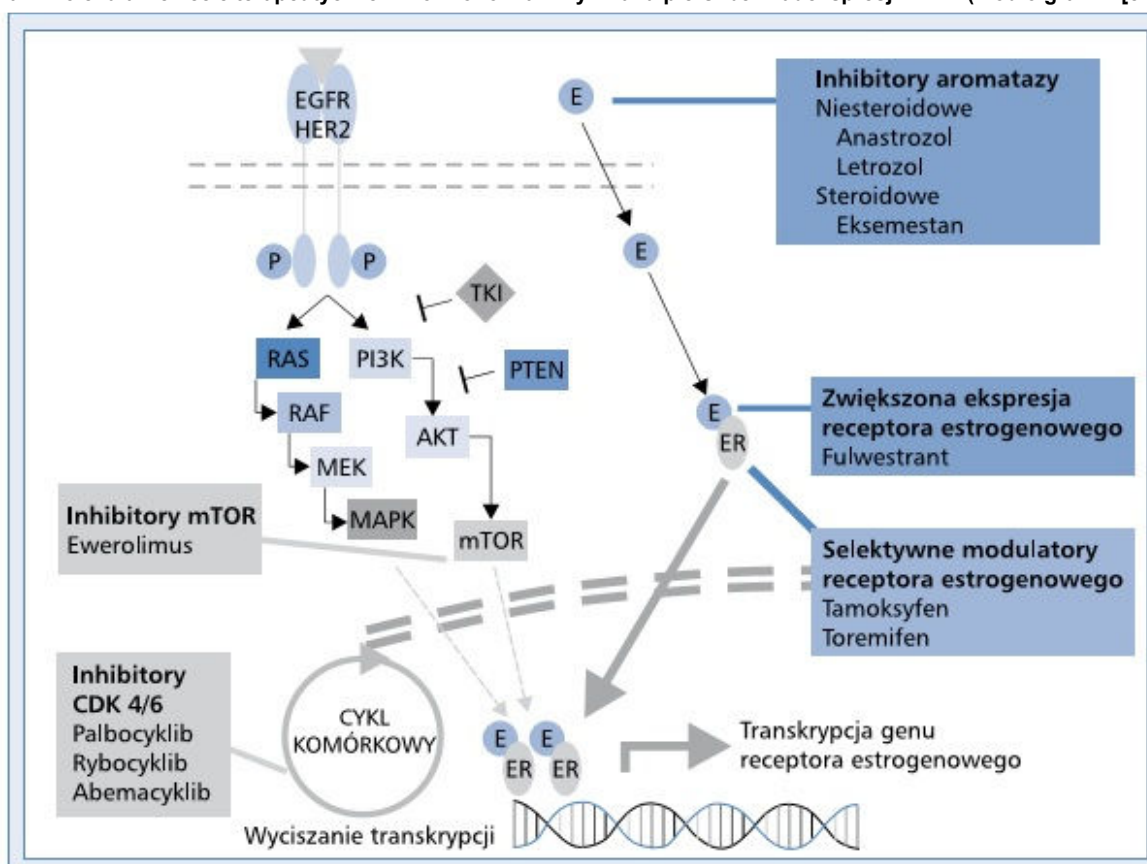 EGFR
HER2
E
Inhibitory aromatazy
Niesteroidowe
Anastrozol
Letrozol
Steroidowe
Eksemestan
E
P
P
TKI
RAS
PI3K
PTEN
RAF
AKT
MEK
MAPK
mTOR
E
ER
Zwiększona ekspresja
receptora estrogenowego
Fulwestrant
Inhibitory mTOR
Ewerolimus
Selektywne modulatory
receptora estrogenowego
Tamoksyfen
Toremifen
Inhibitory
CDK 4/6
Palbocyklib
Rybocyklib
Abemacyklib
CYKL
KOMÓRKOWY
E
E
ER
ER
Transkrypcja genu
receptora estrogenowego
Wyciszanie transkrypcji